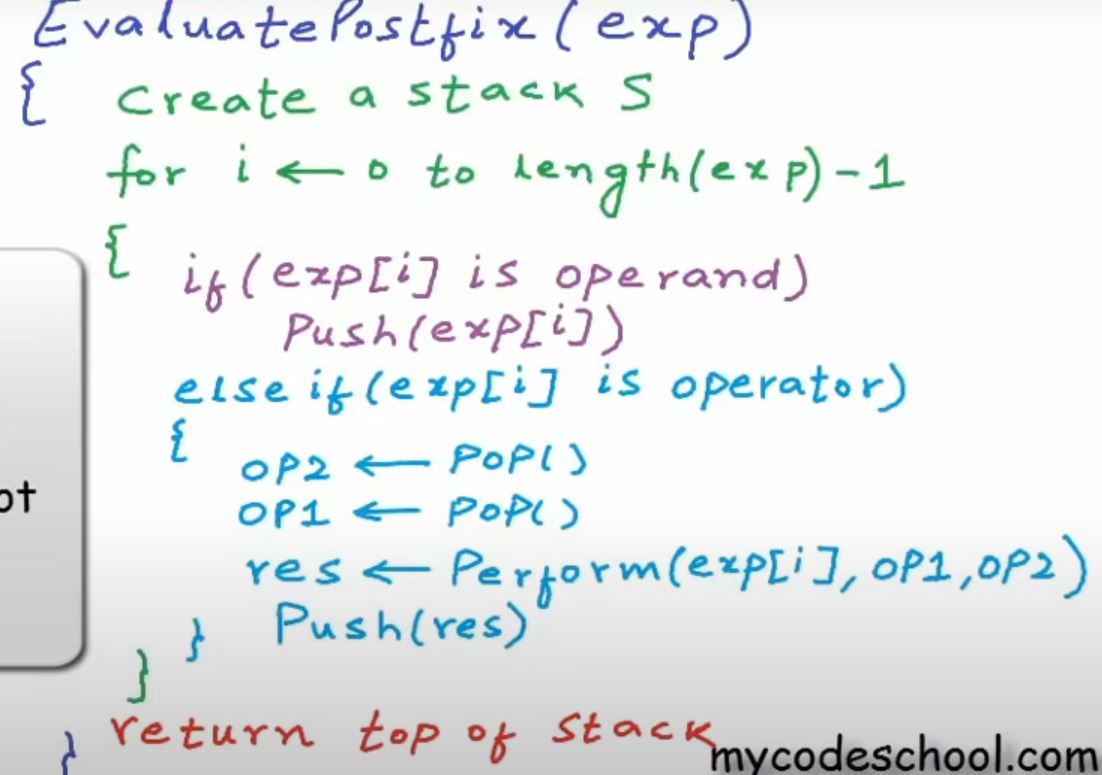 EvaluatePostfix(exp)
{ Create a stack S
for i ← 0 to length(exp)-1
{ if(exp[i] is operand)
Push(exp[i])
else if(exp[i] is operator)
{
OP2 ← POP()
OP1 ← POP()
res ← Perform(exp[i], OP1, OP2)
} Push(res)
}
} return top of stack
mycodeschool.com